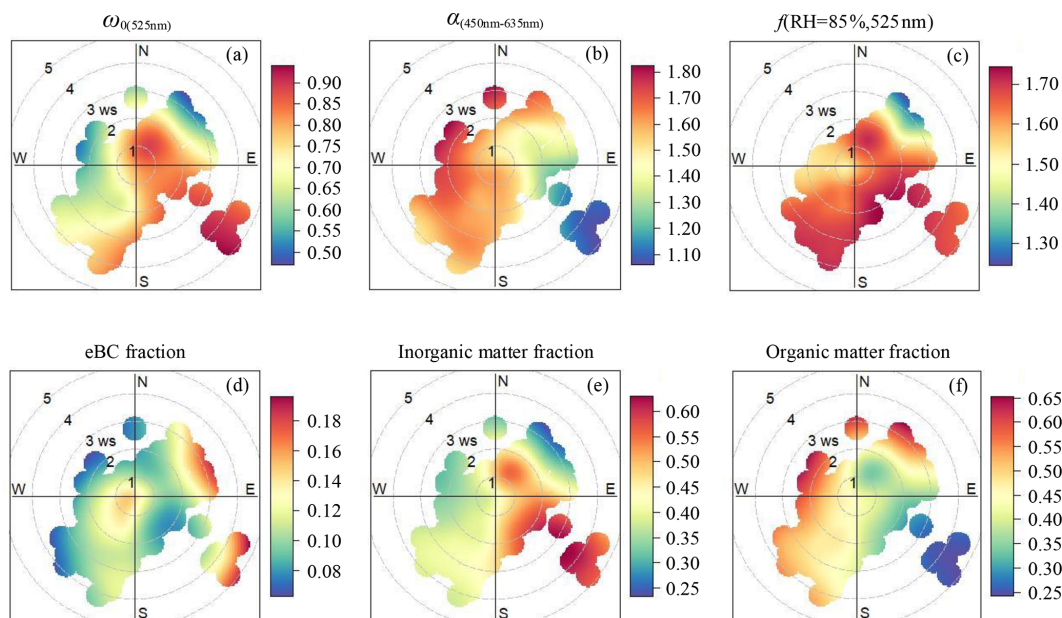 ω0(525nm)
α(450nm-635nm)
f(RH=85%,525nm)
N
(a)
5
4
3 ws
2
1
W
E
S
0.90
0.85
0.80
0.75
0.70
0.65
0.60
0.55
0.50
N
(b)
5
4
3 ws
2
1
W
E
S
1.80
1.70
1.60
1.50
1.40
1.30
1.20
1.10
N
(c)
5
4
3 ws
2
1
W
E
S
1.70
1.60
1.50
1.40
1.30
eBC fraction
Inorganic matter fraction
Organic matter fraction
N
(d)
5
4
3 ws
2
1
W
E
S
0.18
0.16
0.14
0.12
0.10
0.08
N
(e)
5
4
3 ws
2
1
W
E
S
0.60
0.55
0.50
0.45
0.40
0.35
0.30
0.25
N
(f)
5
4
3 ws
2
1
W
E
S
0.65
0.60
0.55
0.50
0.45
0.40
0.35
0.30
0.25